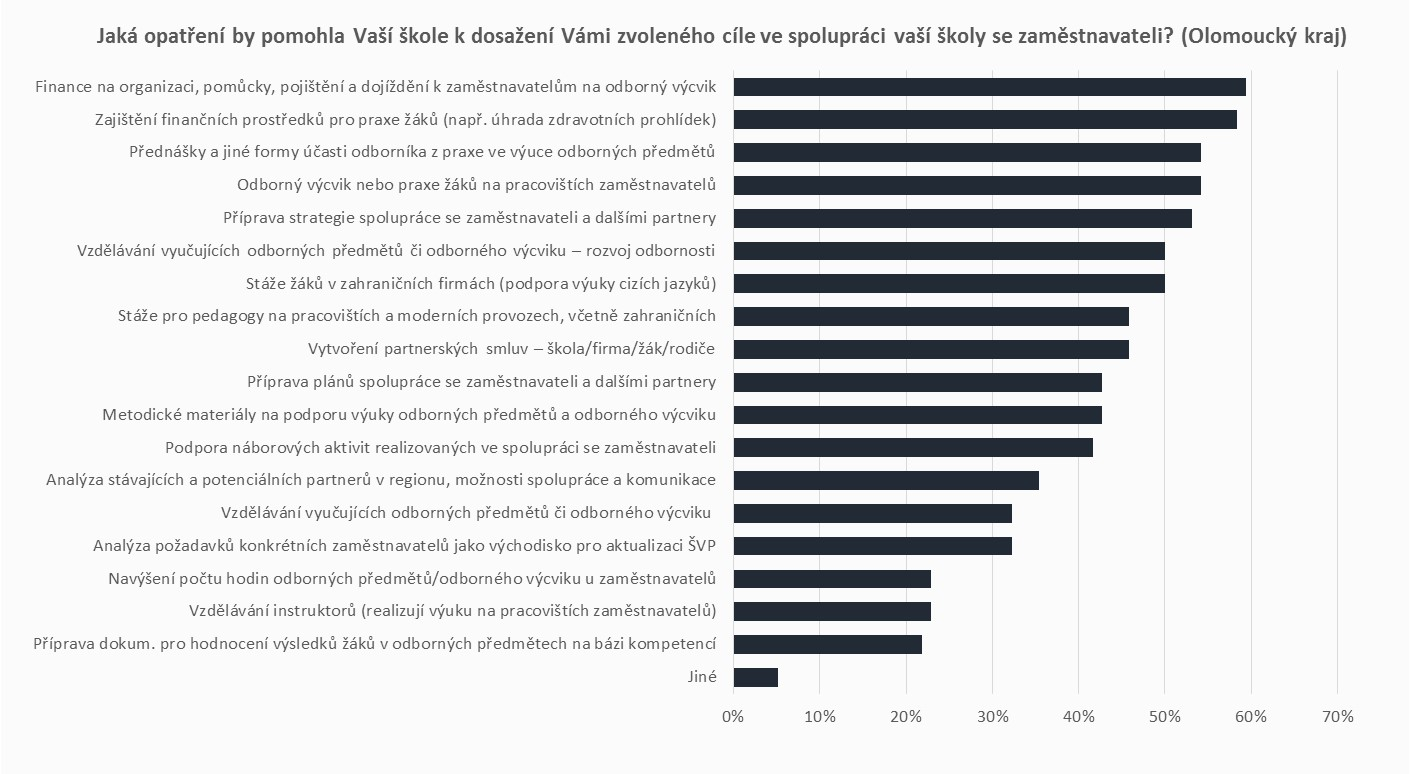 Jaká opatření by pomohla Vaší škole k dosažení Vámi zvoleného cíle ve spolupráci vaší školy se zaměstnavateli? (Olomoucký kraj)
Finance na organizaci, pomůcky, pojištění a dojíždění k zaměstnavatelům na odborný výcvik
Zajištění finančních prostředků pro praxe žáků (např. úhrada zdravotních prohlídek)
Přednášky a jiné formy účasti odborníka z praxe ve výuce odborných předmětů
Odborný výcvik nebo praxe žáků na pracovištích zaměstnavatelů
Příprava strategie spolupráce se zaměstnavateli a dalšími partnery
Vzdělávání vyučujících odborných předmětů či odborného výcviku – rozvoj odbornosti
Stáže žáků v zahraničních firmách (podpora výuky cizích jazyků)
Stáže pro pedagogy na pracovištích a moderních provozech, včetně zahraničních
Vytvoření partnerských smluv – škola/firma/žák/rodiče
Příprava plánů spolupráce se zaměstnavateli a dalšími partnery
Metodické materiály na podporu výuky odborných předmětů a odborného výcviku
Podpora náborových aktivit realizovaných ve spolupráci se zaměstnavateli
Analýza stávajících a potenciálních partnerů v regionu, možnosti spolupráce a komunikace
Vzdělávání vyučujících odborných předmětů či odborného výcviku
Analýza požadavků konkrétních zaměstnavatelů jako východisko pro aktualizaci ŠVP
Navýšení počtu hodin odborných předmětů/odborného výcviku u zaměstnavatelů
Vzdělávání instruktorů (realizují výuku na pracovištích zaměstnavatelů)
Příprava dokum. pro hodnocení výsledků žáků v odborných předmětech na bázi kompetencí
Jiné
0% 10% 20% 30% 40% 50% 60% 70%